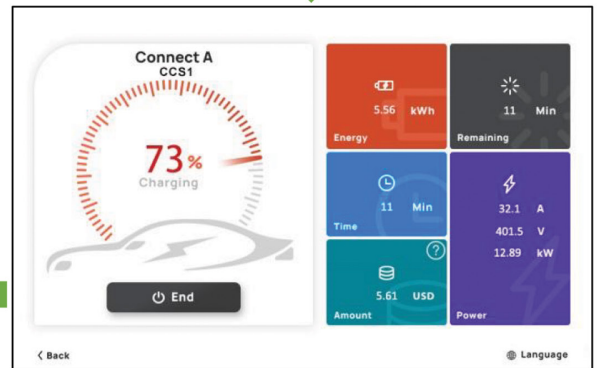 Connect A
CCS1
73%
Charging
End
5.56 kWh
Energy
11 Min
Remaining
11 Min
Time
32.1 A
401.5 V
12.89 kW
Power
?
5.61 USD
Amount
< Back
Language